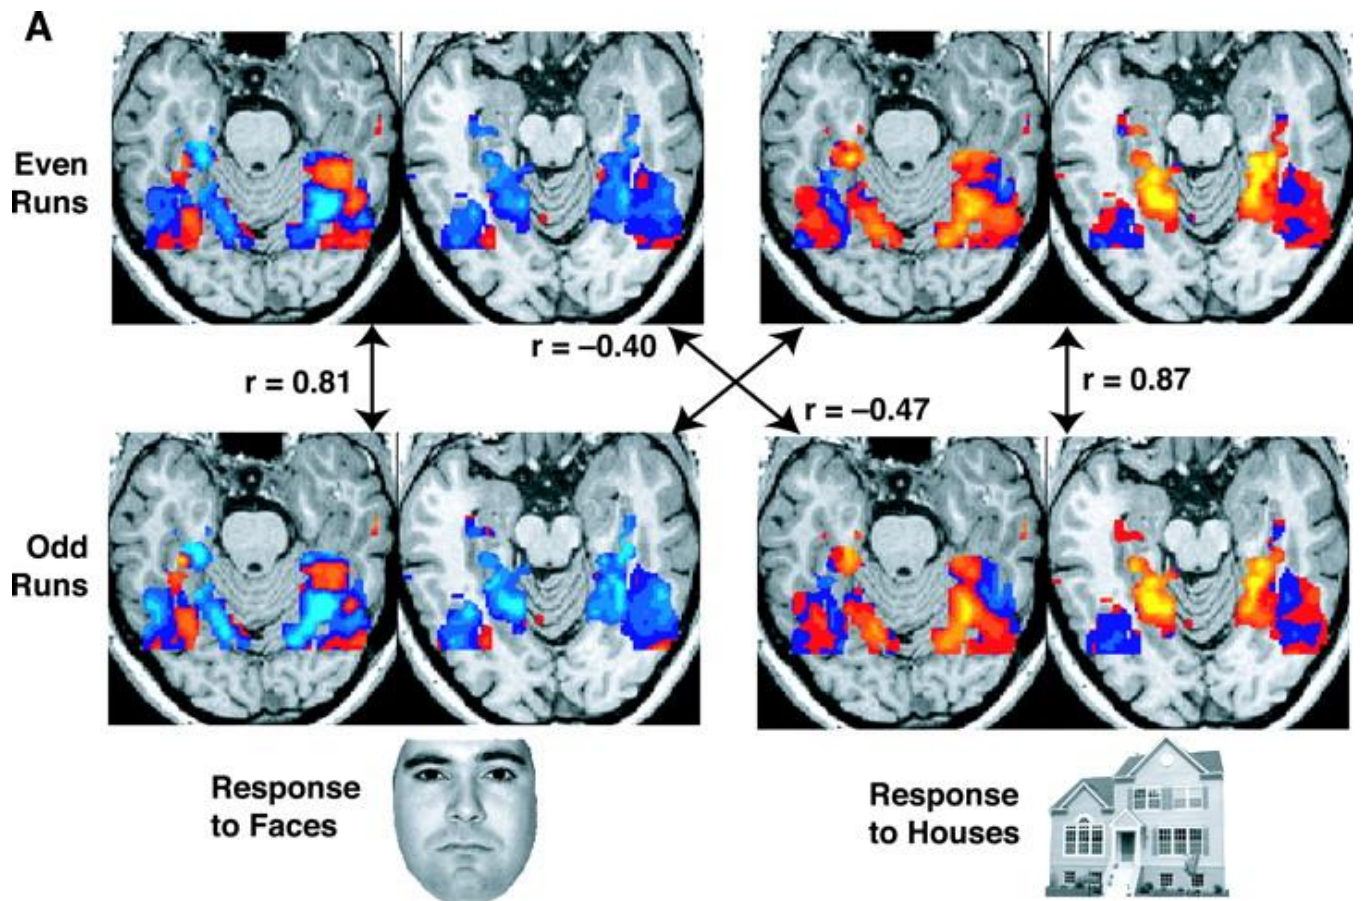 A
Even
Runs
r = –0.40
r = 0.81
r = 0.87
r = –0.47
Odd
Runs
Response
to Faces
Response
to Houses